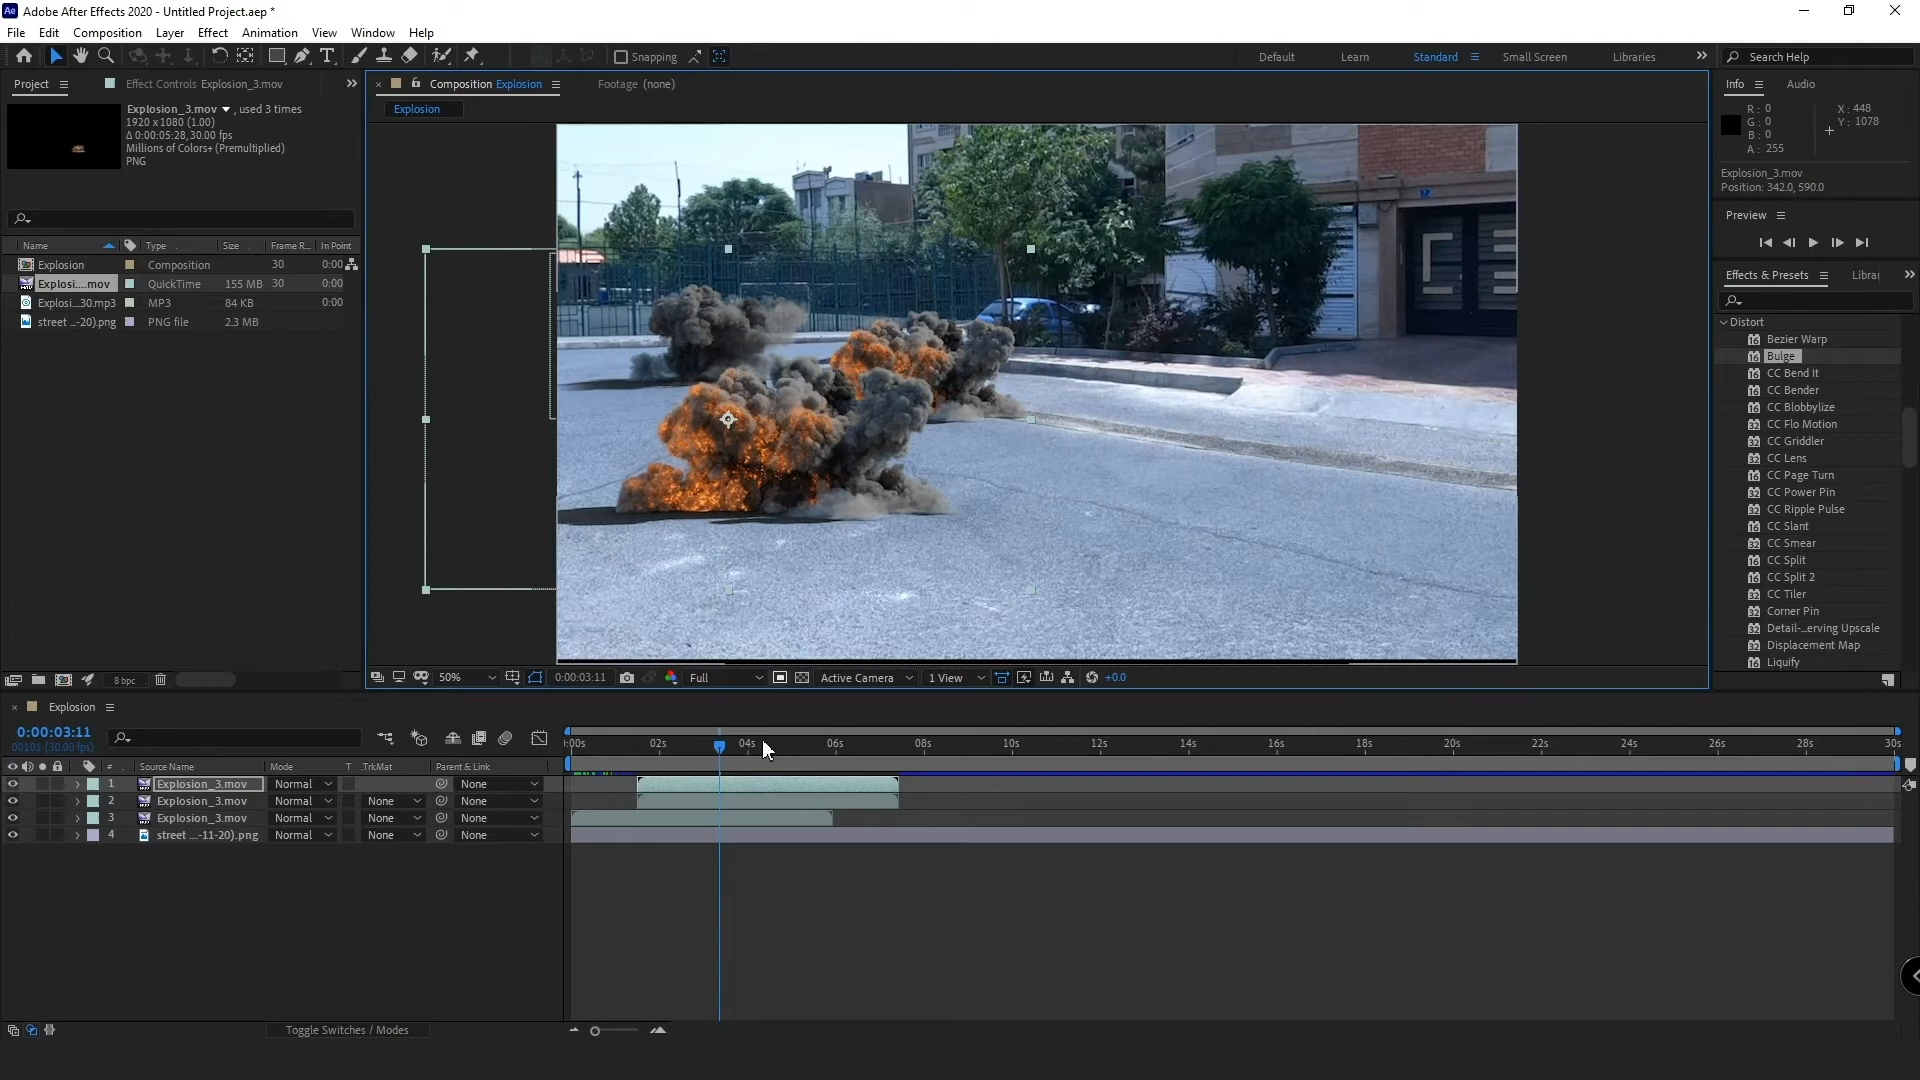 Ae Adobe After Effects 2020 - Untitled Project.aep *
File Edit Composition Layer Effect Animation View Window Help
Snapping
Default Learn Standard Small Screen Libraries Search Help
Project Effect Controls Explosion_3.mov
Composition Explosion Footage (none)
Info Audio
Explosion_3.mov , used 3 times
1920 x 1080 (1.00)
Δ 0:00:05:28, 30.00 fps
Millions of Colors+ (Premultiplied)
PNG
Explosion
R: 0
G: 0
B: 0
A: 255
X: 448
Y: 1078
Explosion_3.mov
Position: 342.0, 590.0
Preview
Name Type Size Frame R... In Point
Explosion Composition 30 0:00
Explosi....mov QuickTime 155 MB 30 0:00
Explosi...30.mp3 MP3 84 KB 0:00
street ...-20).png PNG file 2.3 MB
Effects & Presets Librar
Distort
Bezier Warp
Bulge
CC Bend It
CC Bender
CC Blobbylize
CC Flo Motion
CC Griddler
CC Lens
CC Page Turn
CC Power Pin
CC Ripple Pulse
CC Slant
CC Smear
CC Split
CC Split 2
CC Tiler
Corner Pin
Detail-...erving Upscale
Displacement Map
Liquify
8 bpc
50% 0:00:03:11 Full Active Camera 1 View +0.0
Explosion
0:00:03:11
00101 (30.00 fps)
:00s 02s 04s 06s 08s 10s 12s 14s 16s 18s 20s 22s 24s 26s 28s 30s
# Source Name Mode T .TrkMat Parent & Link
1 Explosion_3.mov Normal None
2 Explosion_3.mov Normal None None
3 Explosion_3.mov Normal None None
4 street ...-11-20).png Normal None None
Toggle Switches / Modes